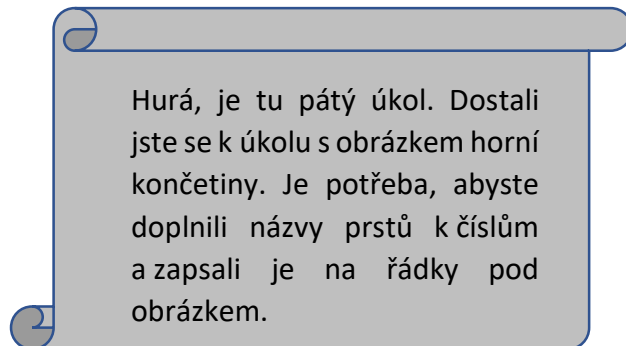 Hurá, je tu pátý úkol. Dostali
jste se k úkolu s obrázkem horní
končetiny. Je potřeba, abyste
doplnili názvy prstů k číslům
a zapsali je na řádky pod
obrázkem.